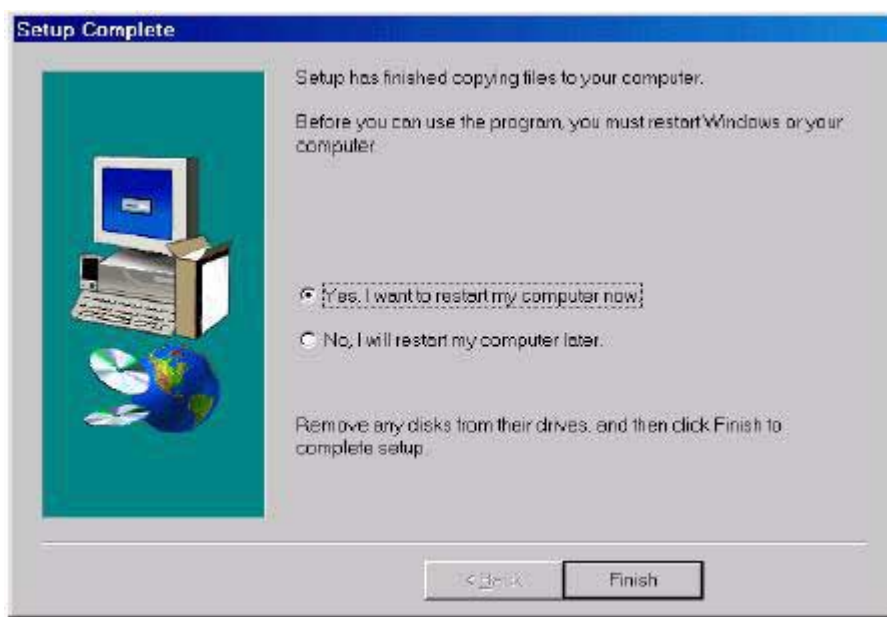 Setup Complete
Setup has finished copying files to your computer.
Before you can use the program, you must restart Windows or your
computer.
Yes, I want to restart my computer now.
No, I will restart my computer later.
Remove any disks from their drives, and then click Finish to
complete setup.
< Back
Finish